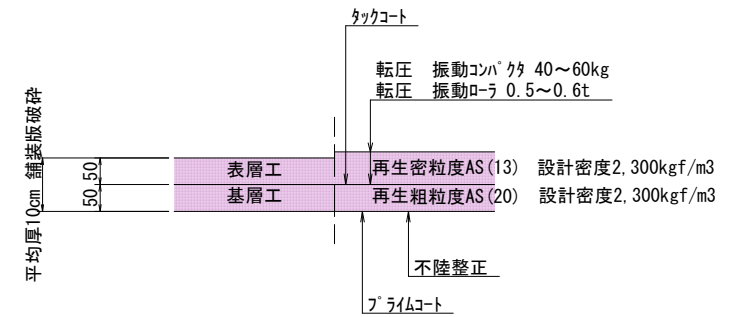 タックコート
転圧 振動コンパクタ 40～60kg
転圧 振動ローラ 0.5～0.6t
平均厚10cm 舗装版破砕
50
50
表層工
再生密粒度AS(13) 設計密度2,300kgf/m3
基層工
再生粗粒度AS(20) 設計密度2,300kgf/m3
不陸整正
プライムコート